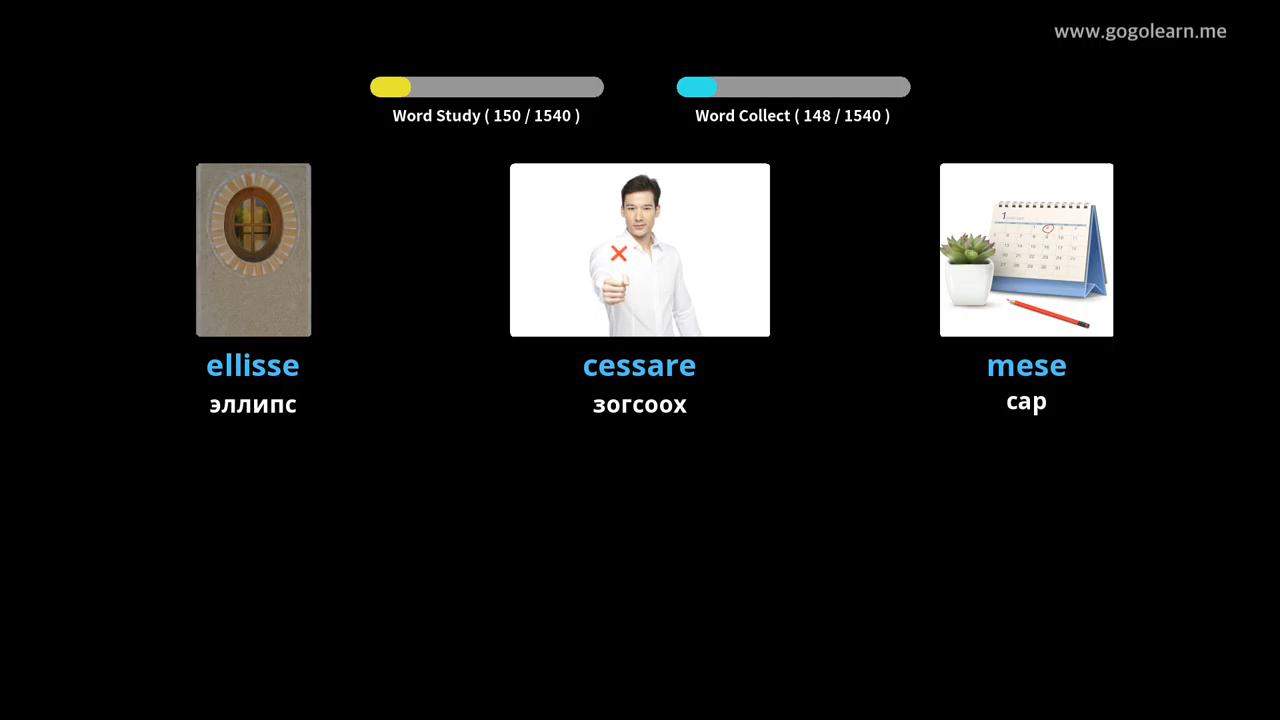 www.gogolearn.me
Word Study ( 150 / 1540 )
Word Collect ( 148 / 1540 )
ellisse
эллипс
cessare
зогсоох
mese
сар